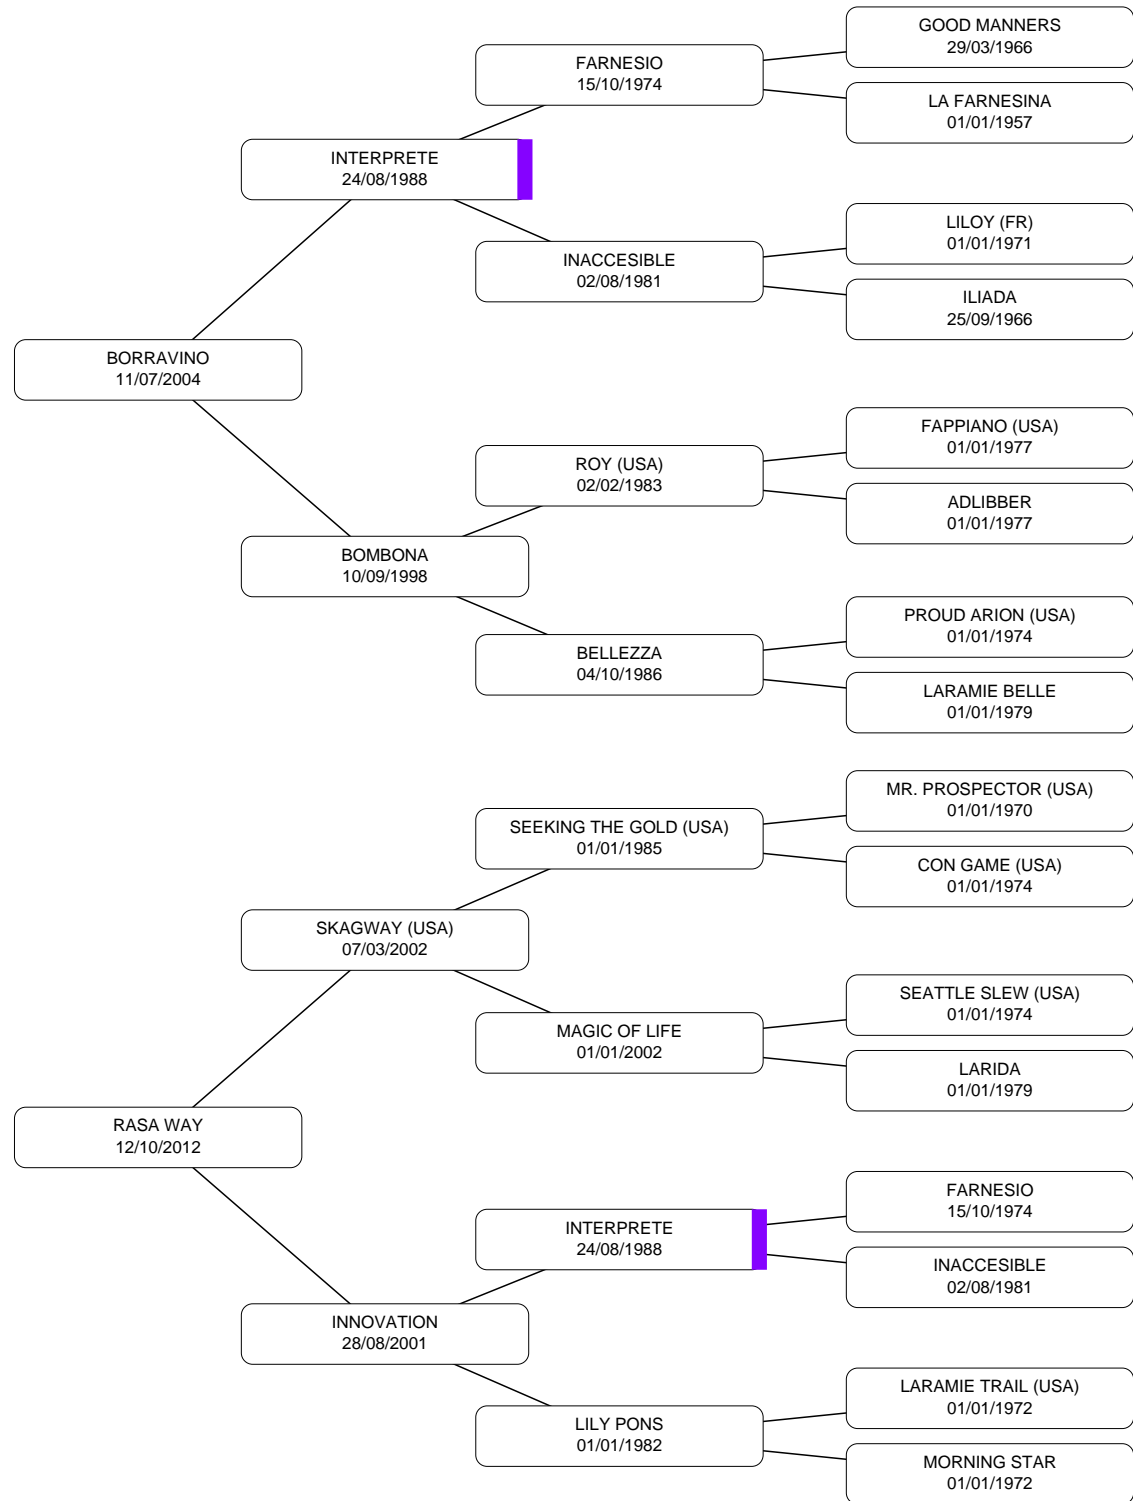 GOOD MANNERS
29/03/1966
FARNESIO
15/10/1974
LA FARNESINA
01/01/1957
INTERPRETE
24/08/1988
LILOY (FR)
01/01/1971
INACCESIBLE
02/08/1981
ILIADA
25/09/1966
BORRAVINO
11/07/2004
FAPPIANO (USA)
01/01/1977
ROY (USA)
02/02/1983
ADLIBBER
01/01/1977
BOMBONA
10/09/1998
PROUD ARION (USA)
01/01/1974
BELLEZZA
04/10/1986
LARAMIE BELLE
01/01/1979
MR. PROSPECTOR (USA)
01/01/1970
SEEKING THE GOLD (USA)
01/01/1985
CON GAME (USA)
01/01/1974
SKAGWAY (USA)
07/03/2002
SEATTLE SLEW (USA)
01/01/1974
MAGIC OF LIFE
01/01/2002
LARIDA
01/01/1979
RASA WAY
12/10/2012
FARNESIO
15/10/1974
INTERPRETE
24/08/1988
INACCESIBLE
02/08/1981
INNOVATION
28/08/2001
LARAMIE TRAIL (USA)
01/01/1972
LILY PONS
01/01/1982
MORNING STAR
01/01/1972